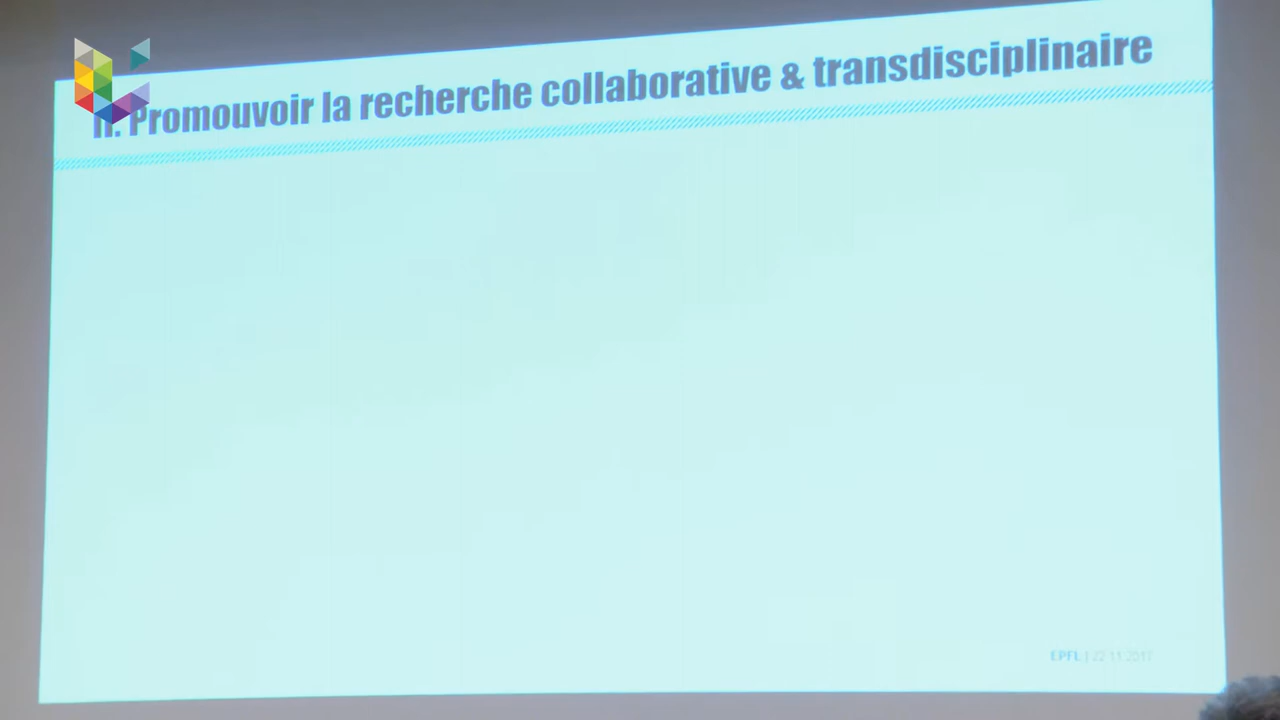 II. Promouvoir la recherche collaborative & transdisciplinaire
EPFL | 22.11.2017